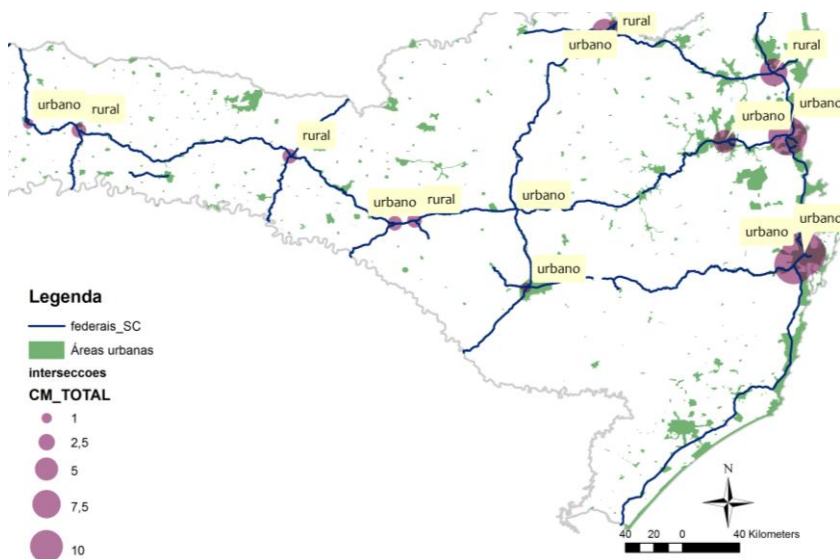 rural
urbano
rural
urbano
rural
urbano
urbano
rural
urbano
rural
urbano
urbano
urbano
urbano
urbano
Legenda
federais_SC
Áreas urbanas
interseccoes
CM_TOTAL
1
2,5
5
7,5
10
N
40 20 0 40 Kilometers